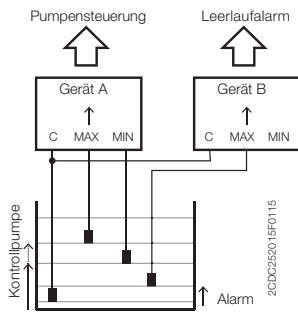 Pumpensteuerung
Leerlaufalarm
Gerät A
Gerät B
C MAX MIN
C MAX MIN
Kontrollpumpe
Alarm
2CDC252015F0115